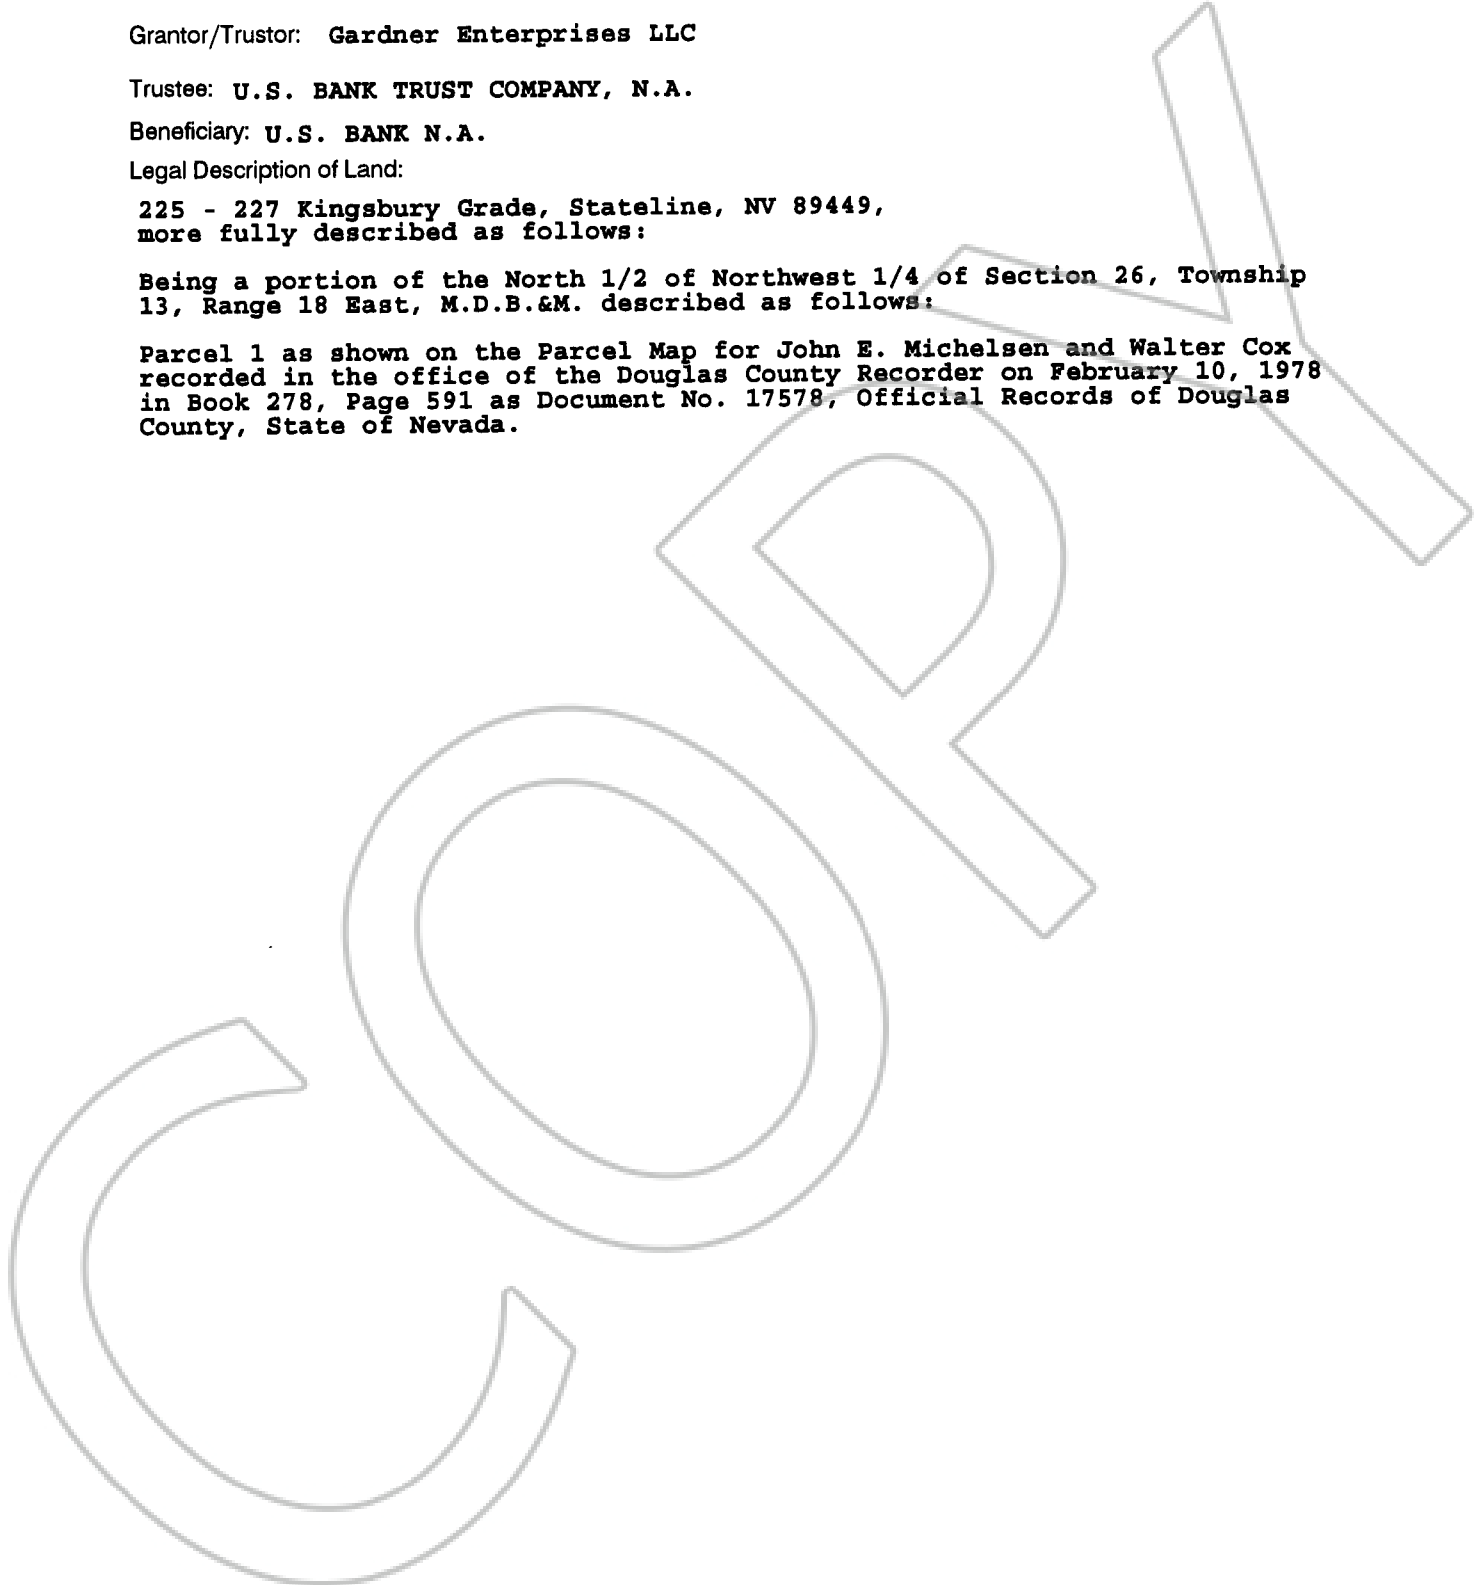 Grantor/Trustor: Gardner Enterprises LLC
Trustee: U.S. BANK TRUST COMPANY, N.A.
Beneficiary: U.S. BANK N.A.
Legal Description of Land:
225 - 227 Kingsbury Grade, Stateline, NV 89449,
more fully described as follows:
Being a portion of the North 1/2 of Northwest 1/4 of Section 26, Township
13, Range 18 East, M.D.B.&M. described as follows:
Parcel 1 as shown on the Parcel Map for John E. Michelsen and Walter Cox
recorded in the office of the Douglas County Recorder on February 10, 1978
in Book 278, Page 591 as Document No. 17578, Official Records of Douglas
County, State of Nevada.
COPY